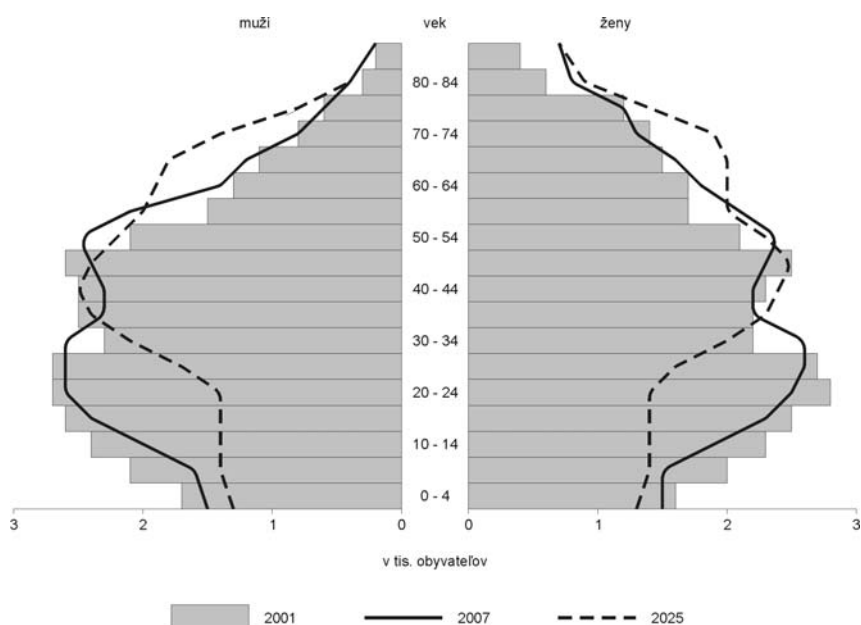 muži vek ženy
80 - 84
70 - 74
60 - 64
50 - 54
40 - 44
30 - 34
20 - 24
10 - 14
0 - 4
3 2 1 0 0 1 2 3
v tis. obyvateľov
2001 2007 2025